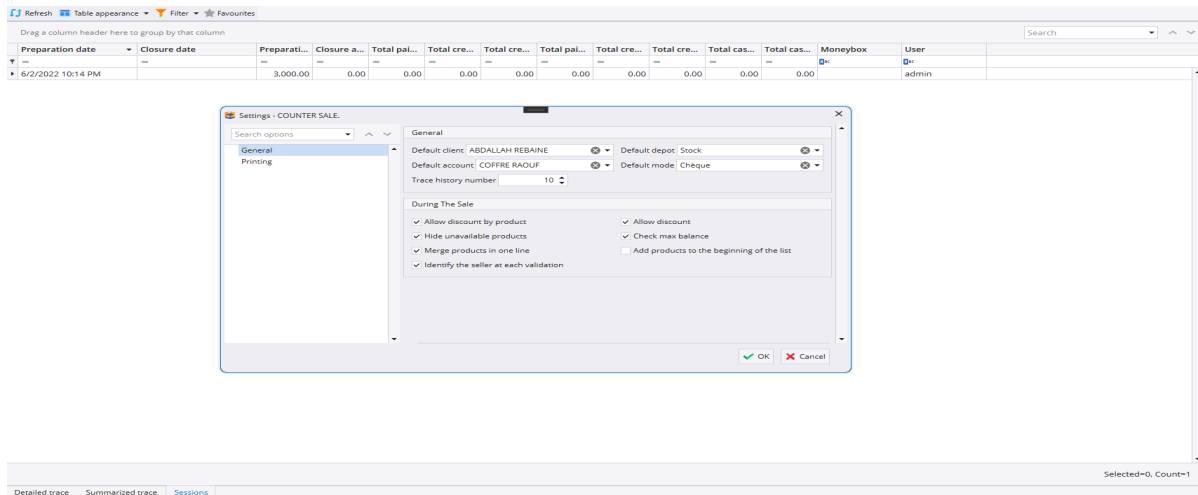 Refresh Table appearance Filter Favourites
Drag a column header here to group by that column Search
Preparation date Closure date Preparati... Closure a... Total pai... Total cre... Total cre... Total pai... Total cre... Total cre... Total cas... Total cas... Moneybox User
6/2/2022 10:14 PM 3,000.00 0.00 0.00 0.00 0.00 0.00 0.00 0.00 0.00 0.00 admin
Settings - COUNTER SALE.
Search options
General
Printing
General
Default client ABDALLAH REBAINE Default depot Stock
Default account COFFRE RAOUF Default mode Chèque
Trace history number 10
During The Sale
Allow discount by product Allow discount
Hide unavailable products Check max balance
Merge products in one line Add products to the beginning of the list
Identify the seller at each validation
OK Cancel
Selected=0, Count=1
Detailed trace Summarized trace Sessions